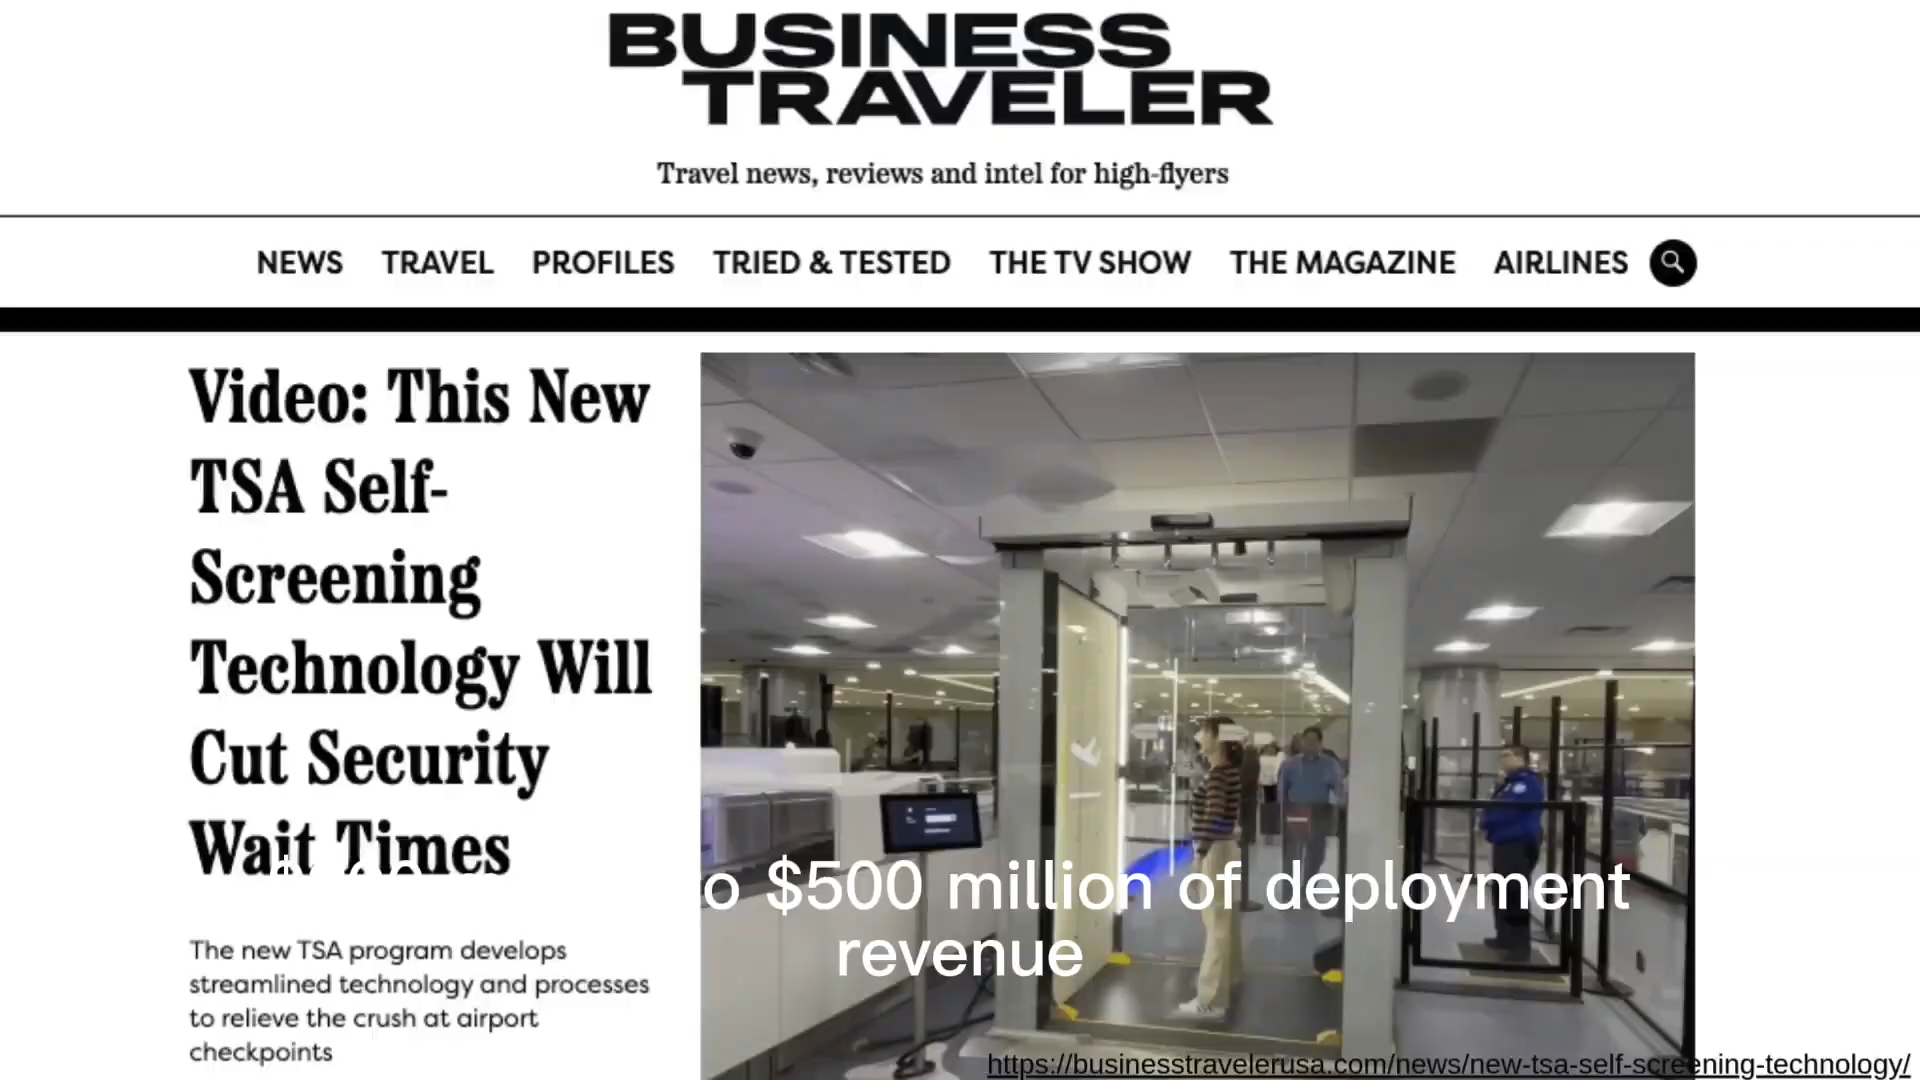 BUSINESS
TRAVELER
Travel news, reviews and intel for high-flyers
NEWS TRAVEL PROFILES TRIED & TESTED THE TV SHOW THE MAGAZINE AIRLINES
Video: This New
TSA Self-
Screening
Technology Will
Cut Security
Wait Times
The new TSA program develops
streamlined technology and processes
to relieve the crush at airport
checkpoints
$500 million of deployment
revenue
https://businesstravelerusa.com/news/new-tsa-self-screening-technology/